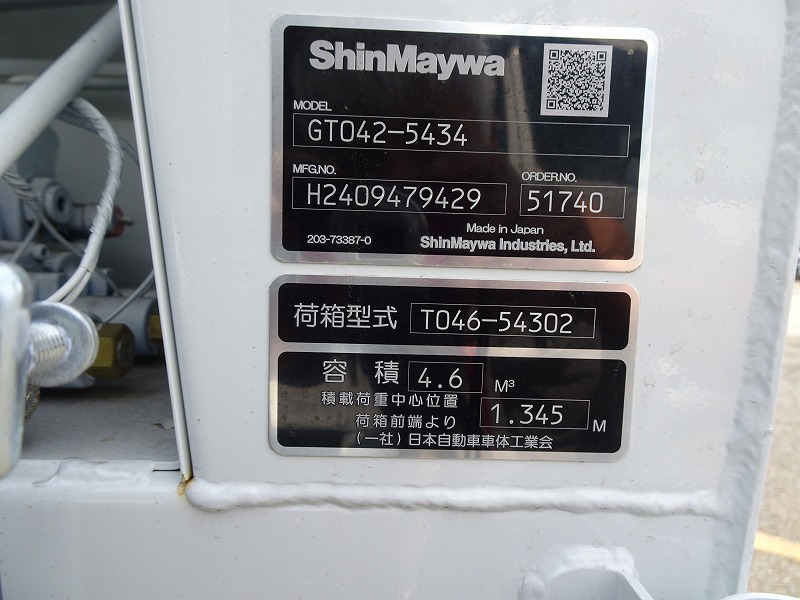 ShinMaywa
MODEL
GT042-5434
MFG.NO.
ORDER.NO.
H2409479429
51740
Made in Japan
203-73387-0
ShinMaywa Industries, Ltd.
荷箱型式 T046-54302
容積 4.6 M³
積載荷重中心位置
荷箱前端より 1.345 M
(一社)日本自動車車体工業会